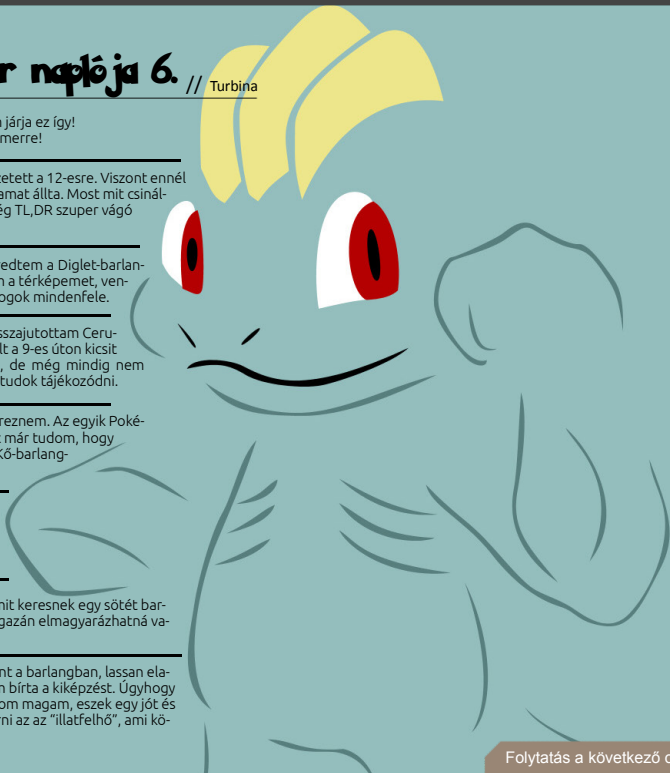 r naplója 6. // Turbina
járja ez így!
merre!
etett a 12-esre. Viszont ennél
amat állta. Most mit csinál-
ég TL,DR szuper vágó
edtem a Diglet-barlan-
n a térképemet, ven-
ogok mindenfele.
sszajutottam Ceru-
lt a 9-es úton kicsit
, de még mindig nem
tudok tájékozódni.
reznem. Az egyik Poké-
t már tudom, hogy
Kő-barlang-
nit keresnek egy sötét bar-
gazán elmagyarázhatná va-
nt a barlangban, lassan ela-
n bírta a kiképzést. Úgyhogy
om magam, eszek egy jót és
rni az az "illatfelhő", ami kö-
Folytatás a következő o